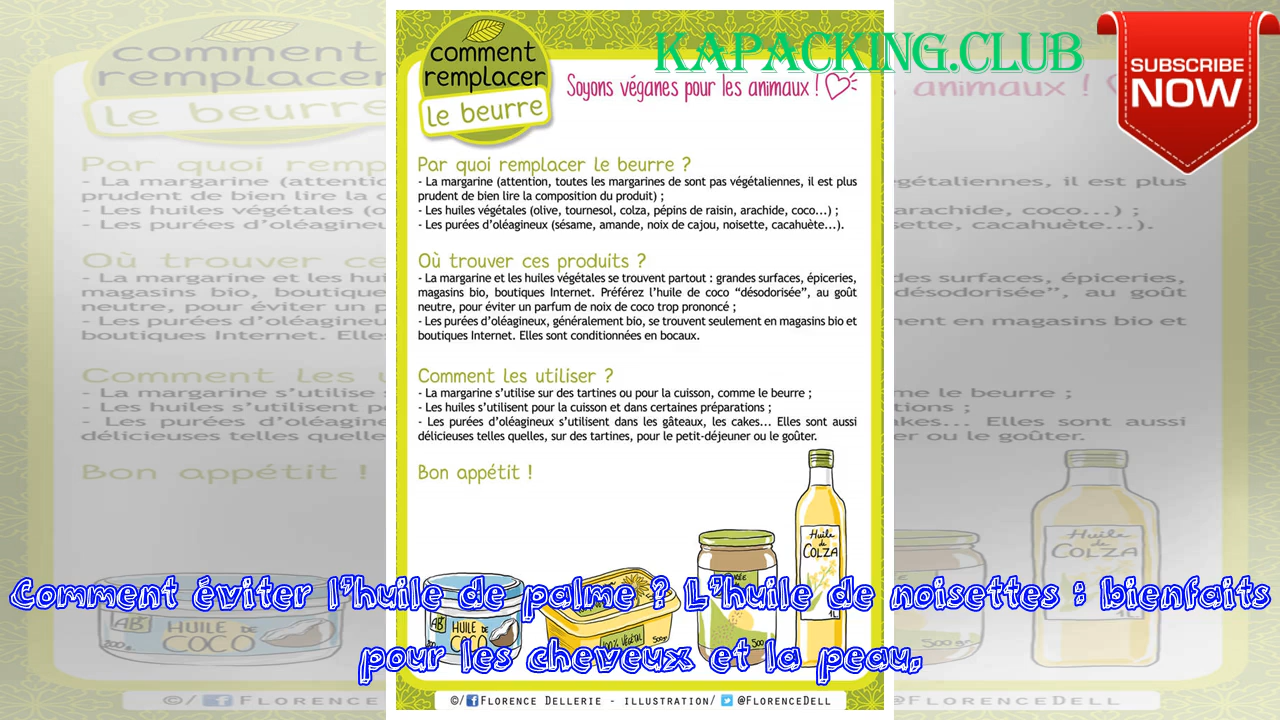 KAPACKING.CLUB
SUBSCRIBE
NOW
comment
remplacer
le beurre
Soyons véganes pour les animaux !
Par quoi remplacer le beurre ?
- La margarine (attention, toutes les margarines de sont pas végétaliennes, il est plus
prudent de bien lire la composition du produit) ;
- Les huiles végétales (olive, tournesol, colza, pépins de raisin, arachide, coco...) ;
- Les purées d'oléagineux (sésame, amande, noix de cajou, noisette, cacahuète...).
Où trouver ces produits ?
- La margarine et les huiles végétales se trouvent partout : grandes surfaces, épiceries,
magasins bio, boutiques Internet. Préférez l'huile de coco “désodorisée”, au goût
neutre, pour éviter un parfum de noix de coco trop prononcé ;
- Les purées d'oléagineux, généralement bio, se trouvent seulement en magasins bio et
boutiques Internet. Elles sont conditionnées en bocaux.
Comment les utiliser ?
- La margarine s'utilise sur des tartines ou pour la cuisson, comme le beurre ;
- Les huiles s'utilisent pour la cuisson et dans certaines préparations ;
- Les purées d'oléagineux s'utilisent dans les gâteaux, les cakes... Elles sont aussi
délicieuses telles quelles, sur des tartines, pour le petit-déjeuner ou le goûter.
Bon appétit !
Huile
de
COLZA
1L
AB
HUILE DE
COCO
100% VÉGÉTAL
500g
Comment éviter l'huile de palme ? L'huile de noisettes : bienfaits
pour les cheveux et la peau.
©/ FLORENCE DELLERIE - ILLUSTRATION/ @FLORENCEDELL